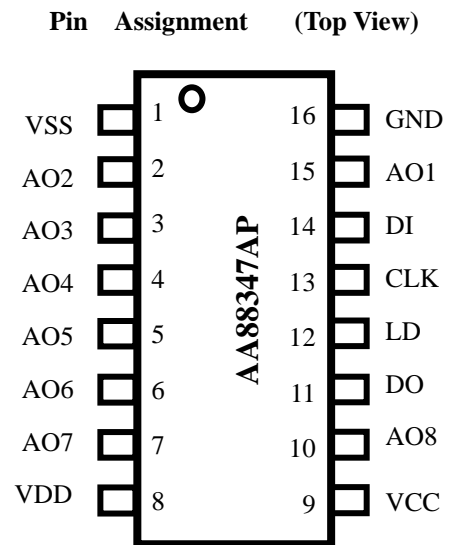 Pin Assignment (Top View)
VSS 1 16 GND
AO2 2 15 AO1
AO3 3 14 DI
AO4 4 13 CLK
AO5 5 12 LD
AO6 6 11 DO
AO7 7 10 AO8
VDD 8 9 VCC
AA88347AP